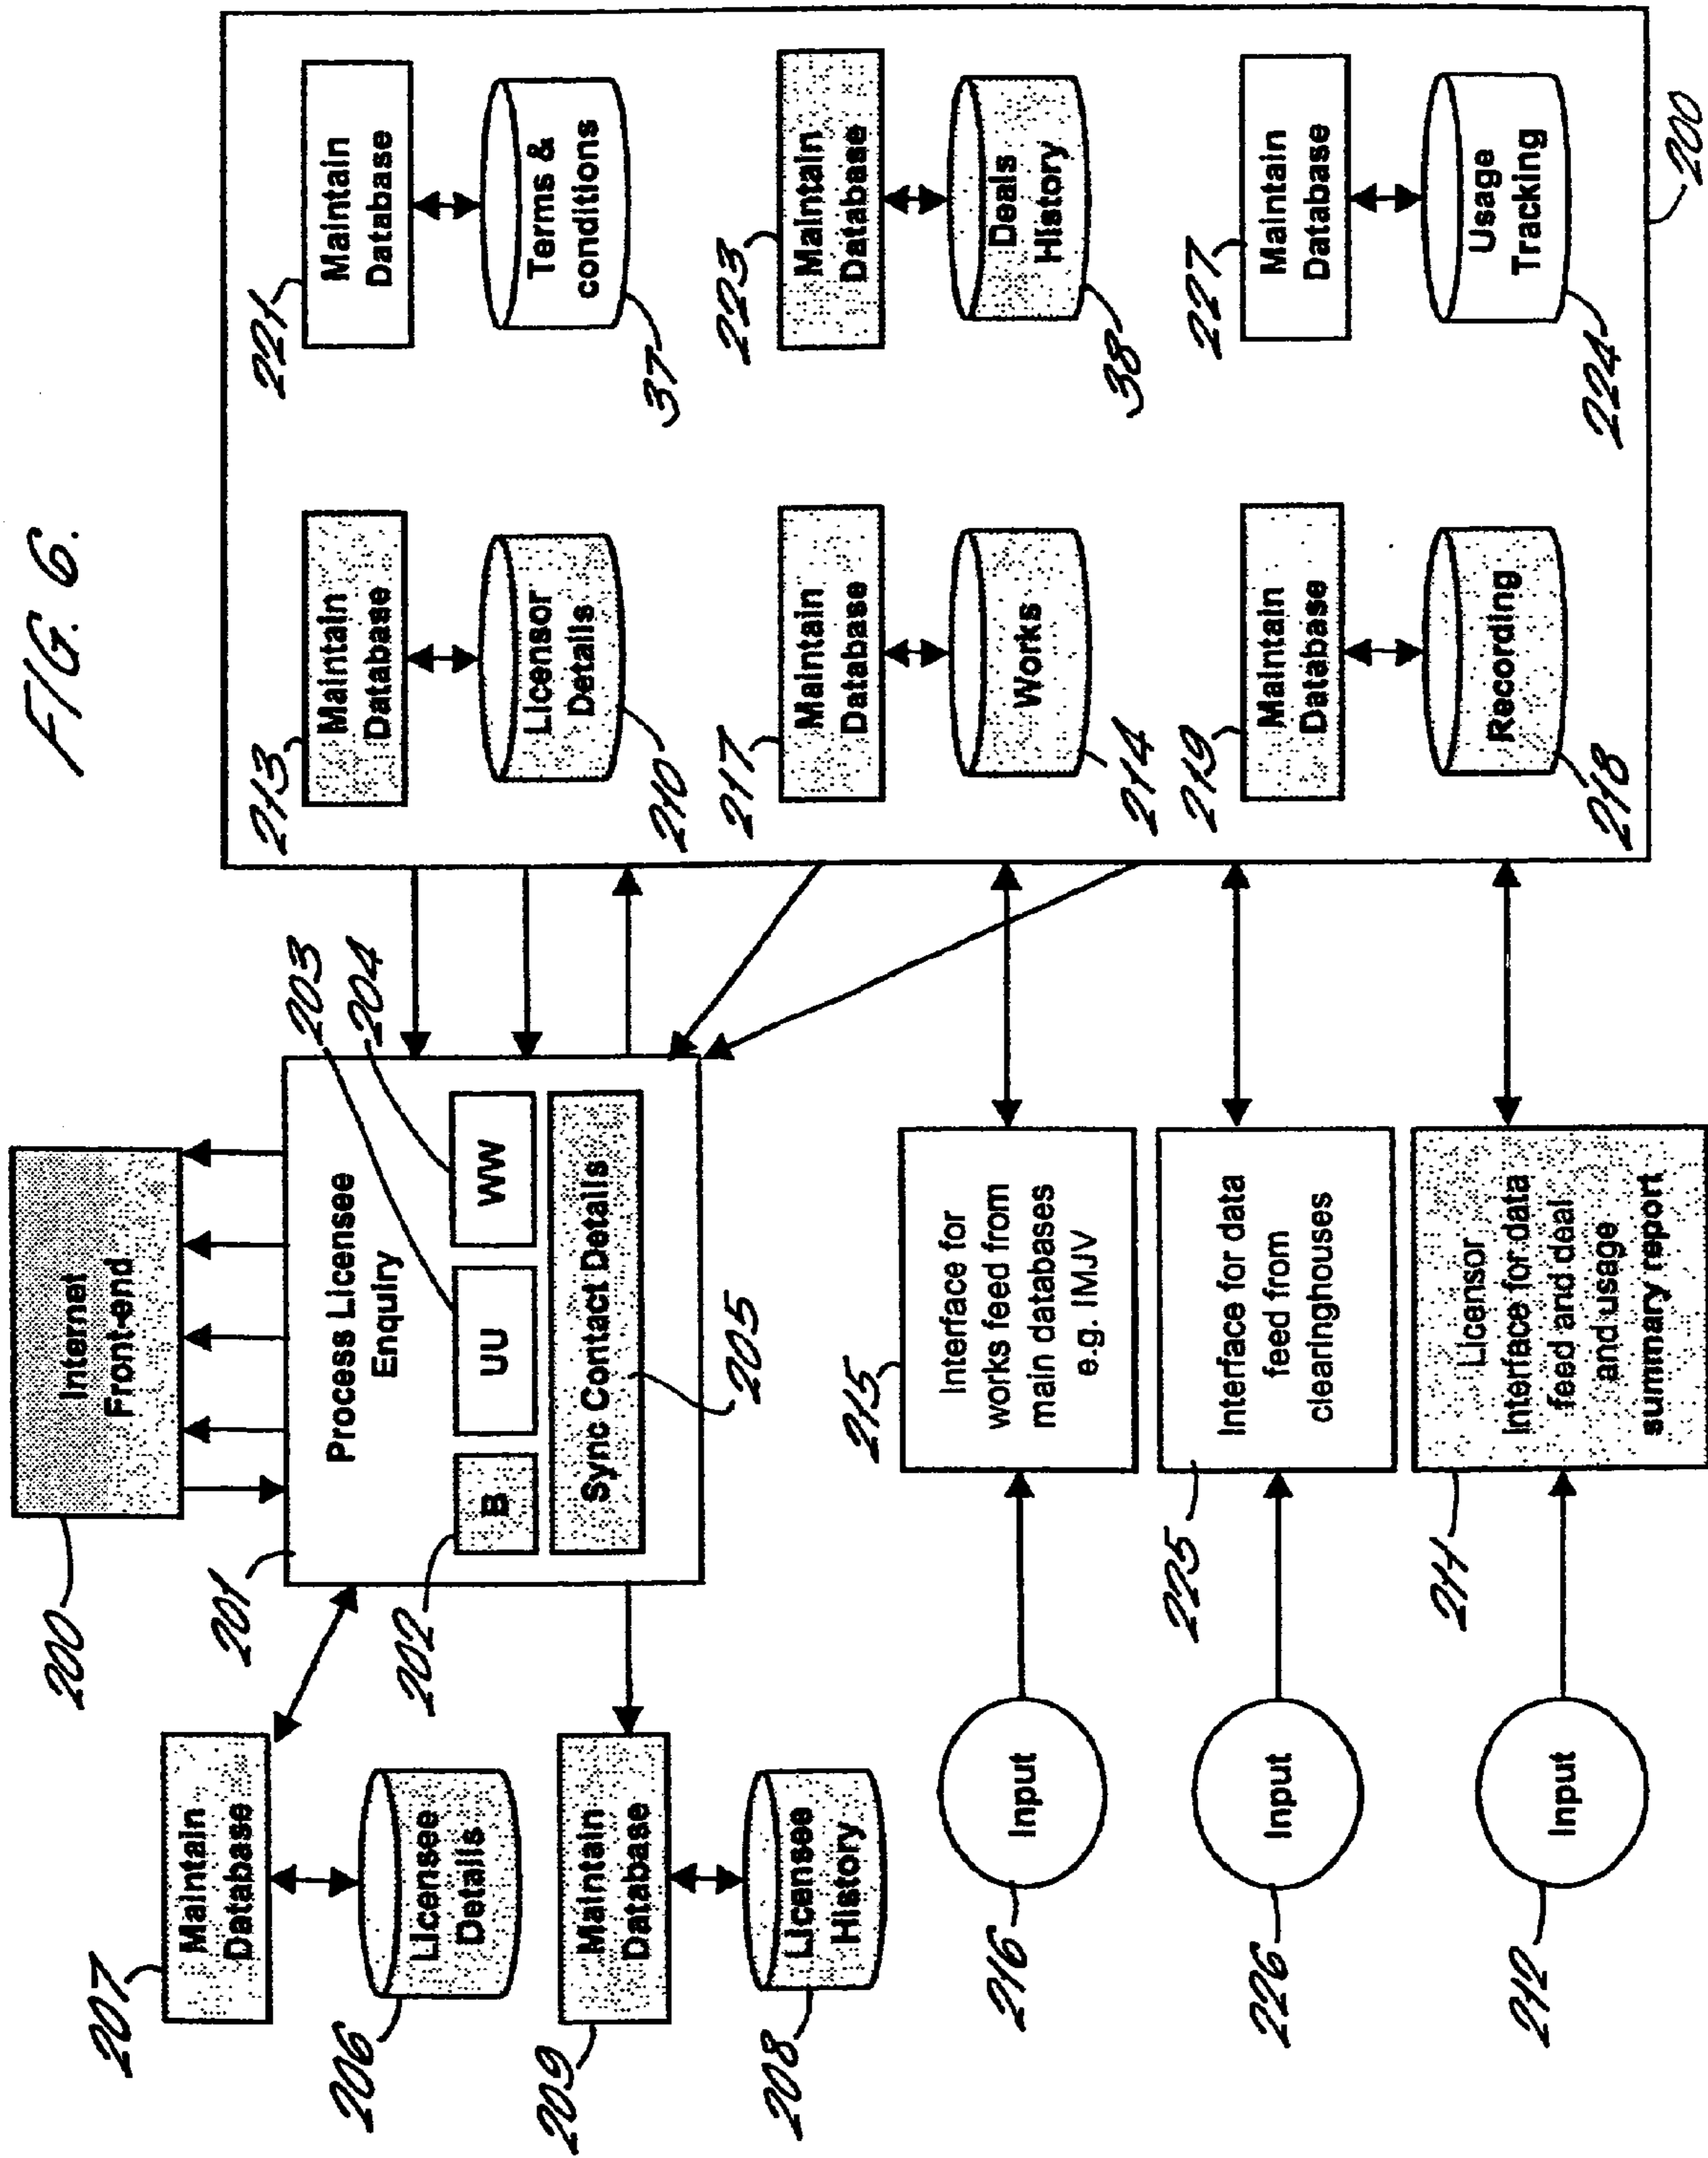 FIG. 6.
200
Internet
Front-end
207
Maintain
Database
206
Licensee
Details
209
Maintain
Database
208
Licensee
History
201
Process Licensee
Enquiry
203
204
202
B
UU
WW
Sync Contact Details
205
213
Maintain
Database
Licensor
Details
210
221
Maintain
Database
Terms &
conditions
37
217
Maintain
Database
Works
214
223
Maintain
Database
Deals
History
38
219
Maintain
Database
Recording
218
227
Maintain
Database
Usage
Tracking
224
200
216
Input
215
Interface for
works feed from
main databases
e.g. IMJV
226
Input
225
Interface for data
feed from
clearinghouses
212
Input
211
Licensor
Interface for data
feed and deal
and usage
summary report